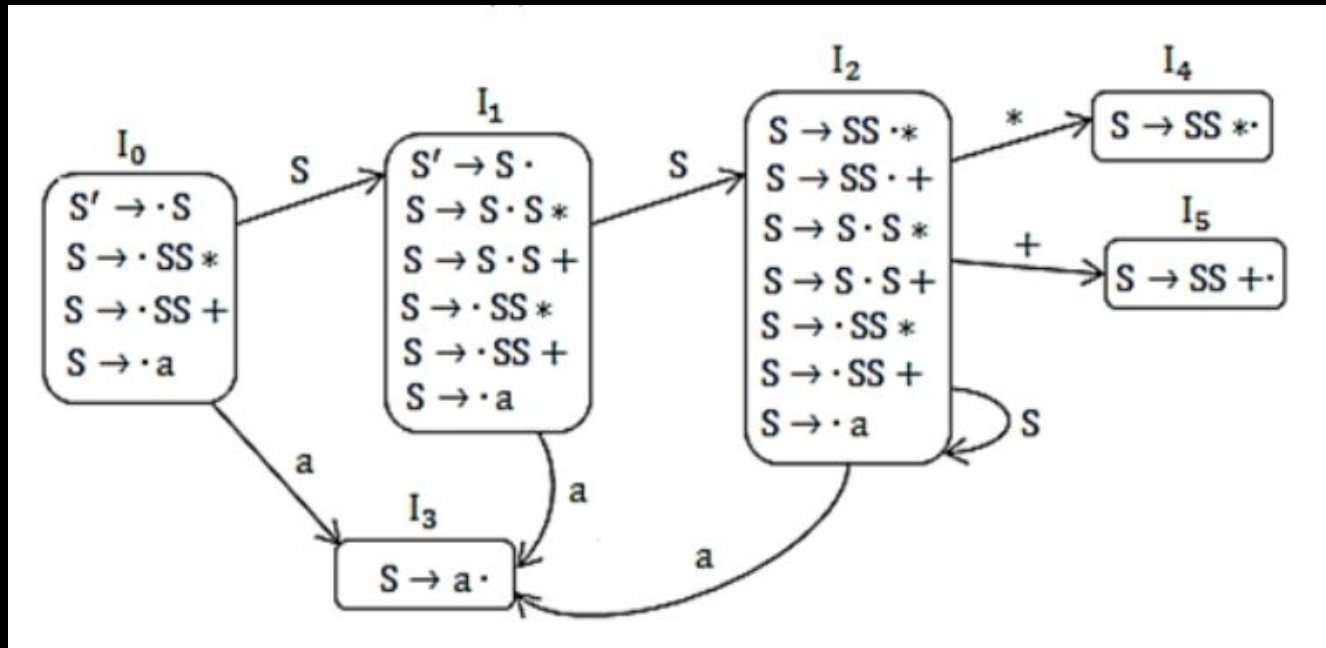 I₀
S′ → · S
S → · SS *
S → · SS +
S → · a
S
a
I₁
S′ → S ·
S → S · S *
S → S · S +
S → · SS *
S → · SS +
S → · a
S
a
I₂
S → SS · *
S → SS · +
S → S · S *
S → S · S +
S → · SS *
S → · SS +
S → · a
S
a
*
+
I₄
S → SS * ·
I₅
S → SS + ·
I₃
S → a ·